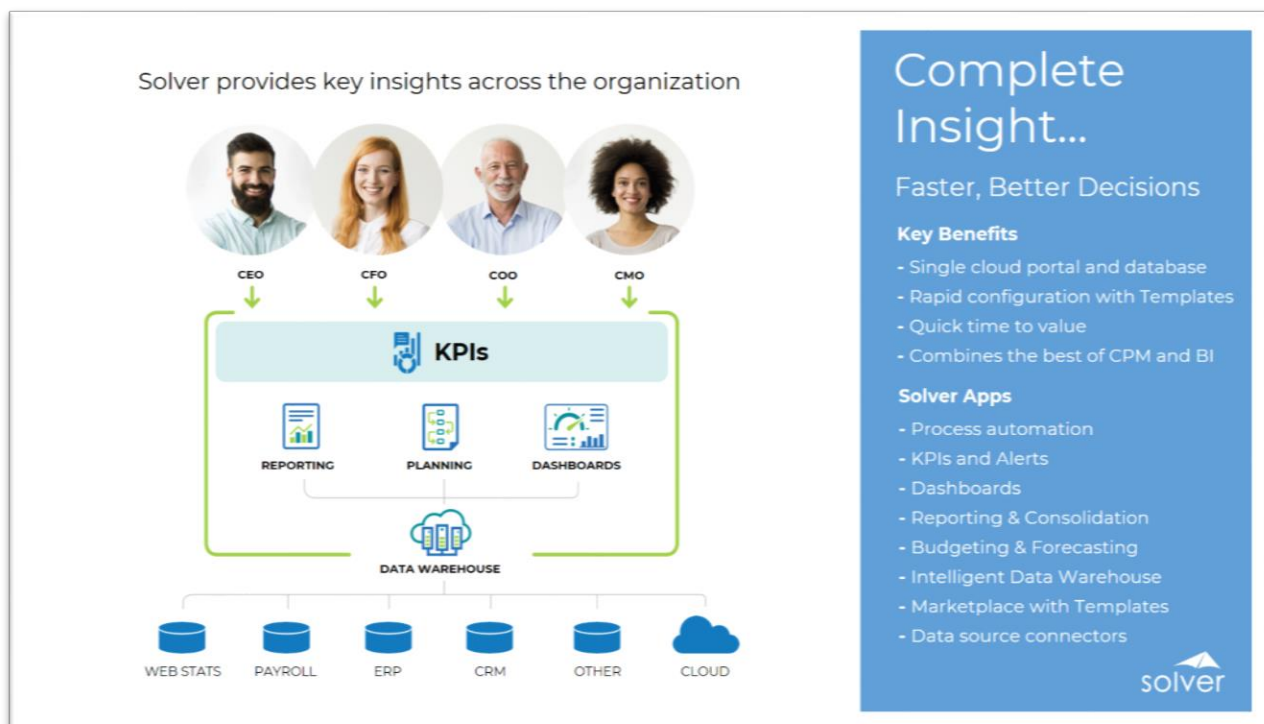 Solver provides key insights across the organization
CEO
CFO
COO
CMO
KPIs
REPORTING
PLANNING
DASHBOARDS
DATA WAREHOUSE
WEB STATS
PAYROLL
ERP
CRM
OTHER
CLOUD
Complete
Insight...
Faster, Better Decisions
Key Benefits
- Single cloud portal and database
- Rapid configuration with Templates
- Quick time to value
- Combines the best of CPM and BI
Solver Apps
- Process automation
- KPIs and Alerts
- Dashboards
- Reporting & Consolidation
- Budgeting & Forecasting
- Intelligent Data Warehouse
- Marketplace with Templates
- Data source connectors
solver